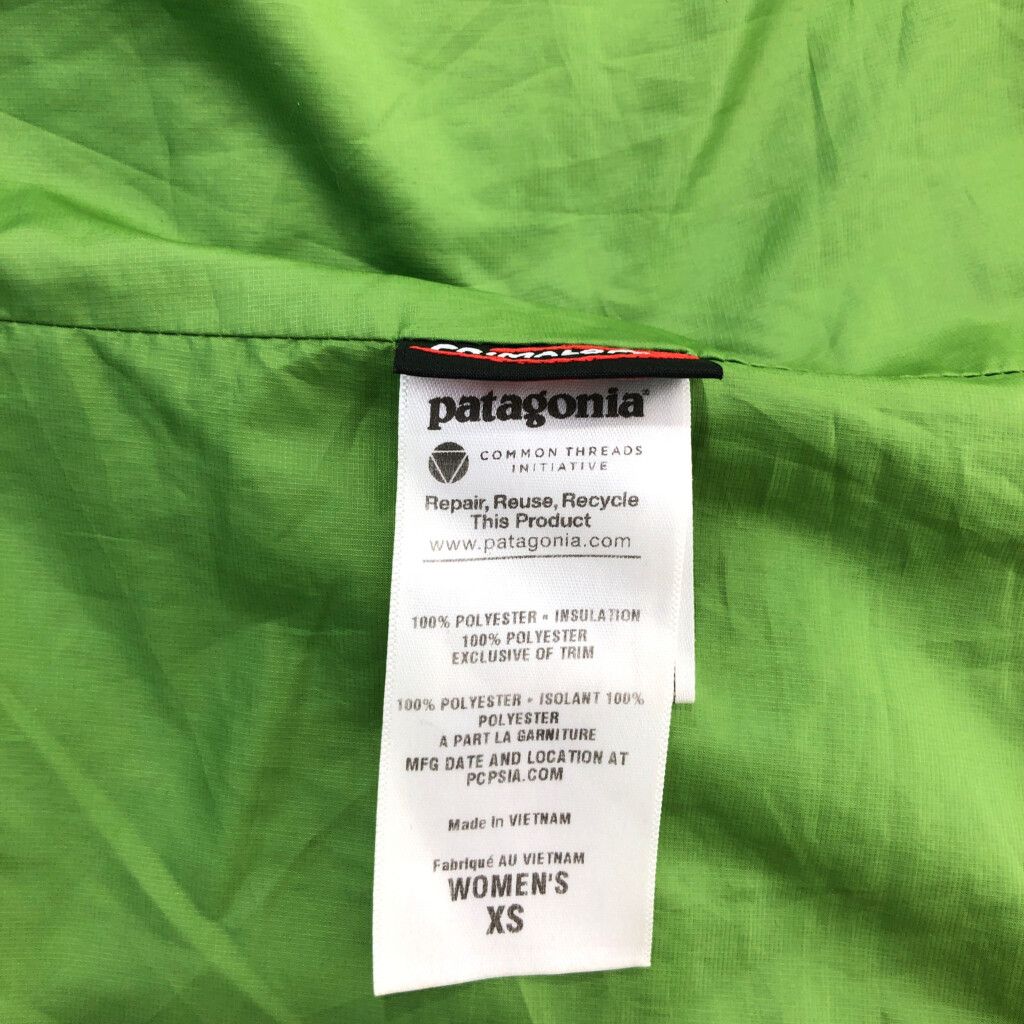 patagonia®
COMMON THREADS
INITIATIVE
Repair, Reuse, Recycle
This Product
www.patagonia.com
100% POLYESTER • INSULATION
100% POLYESTER
EXCLUSIVE OF TRIM
100% POLYESTER • ISOLANT 100%
POLYESTER
A PART LA GARNITURE
MFG DATE AND LOCATION AT
PCPSIA.COM
Made In VIETNAM
Fabriqué AU VIETNAM
WOMEN'S
XS